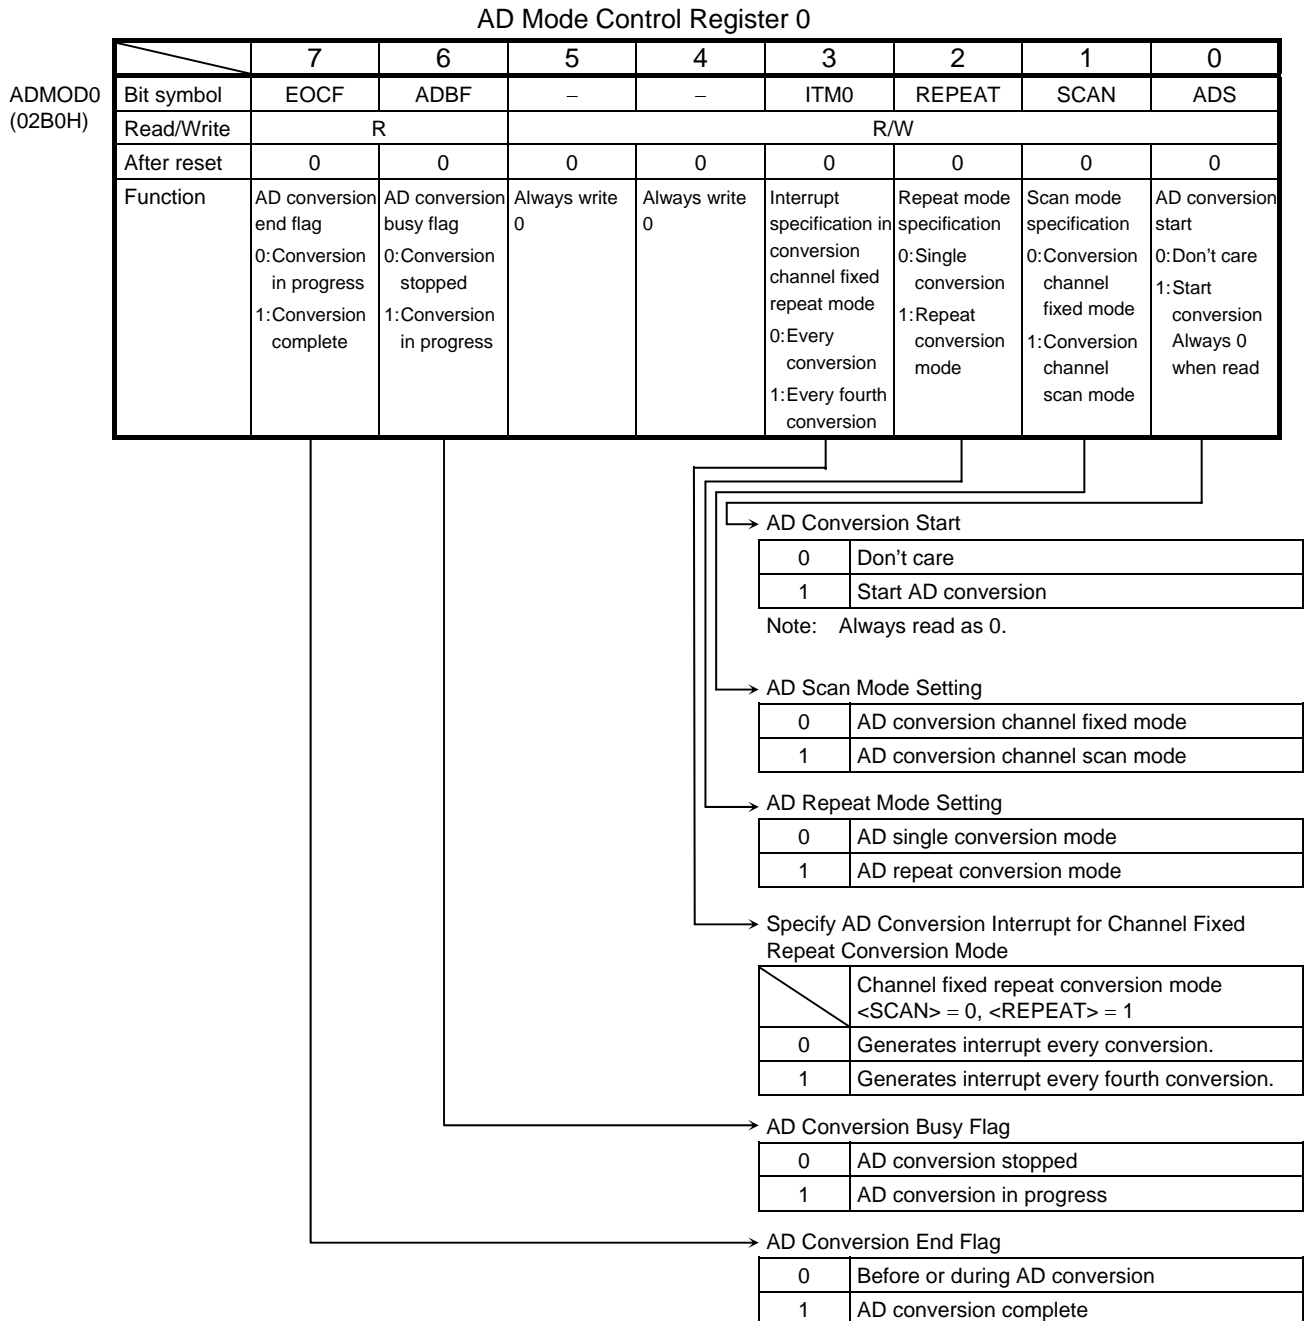 AD Mode Control Register 0
7 6 5 4 3 2 1 0
ADMOD0
(02B0H)
Bit symbol EOCF ADBF – – ITM0 REPEAT SCAN ADS
Read/Write R R/W
After reset 0 0 0 0 0 0 0 0
Function
AD conversion
end flag
0:Conversion
in progress
1:Conversion
complete
AD conversion
busy flag
0:Conversion
stopped
1:Conversion
in progress
Always write
0
Always write
0
Interrupt
specification in
conversion
channel fixed
repeat mode
0:Every
conversion
1:Every fourth
conversion
Repeat mode
specification
0:Single
conversion
1:Repeat
conversion
mode
Scan mode
specification
0:Conversion
channel
fixed mode
1:Conversion
channel
scan mode
AD conversion
start
0:Don't care
1:Start
conversion
Always 0
when read
AD Conversion Start
0 Don't care
1 Start AD conversion
Note: Always read as 0.
AD Scan Mode Setting
0 AD conversion channel fixed mode
1 AD conversion channel scan mode
AD Repeat Mode Setting
0 AD single conversion mode
1 AD repeat conversion mode
Specify AD Conversion Interrupt for Channel Fixed
Repeat Conversion Mode
Channel fixed repeat conversion mode
<SCAN> = 0, <REPEAT> = 1
0 Generates interrupt every conversion.
1 Generates interrupt every fourth conversion.
AD Conversion Busy Flag
0 AD conversion stopped
1 AD conversion in progress
AD Conversion End Flag
0 Before or during AD conversion
1 AD conversion complete